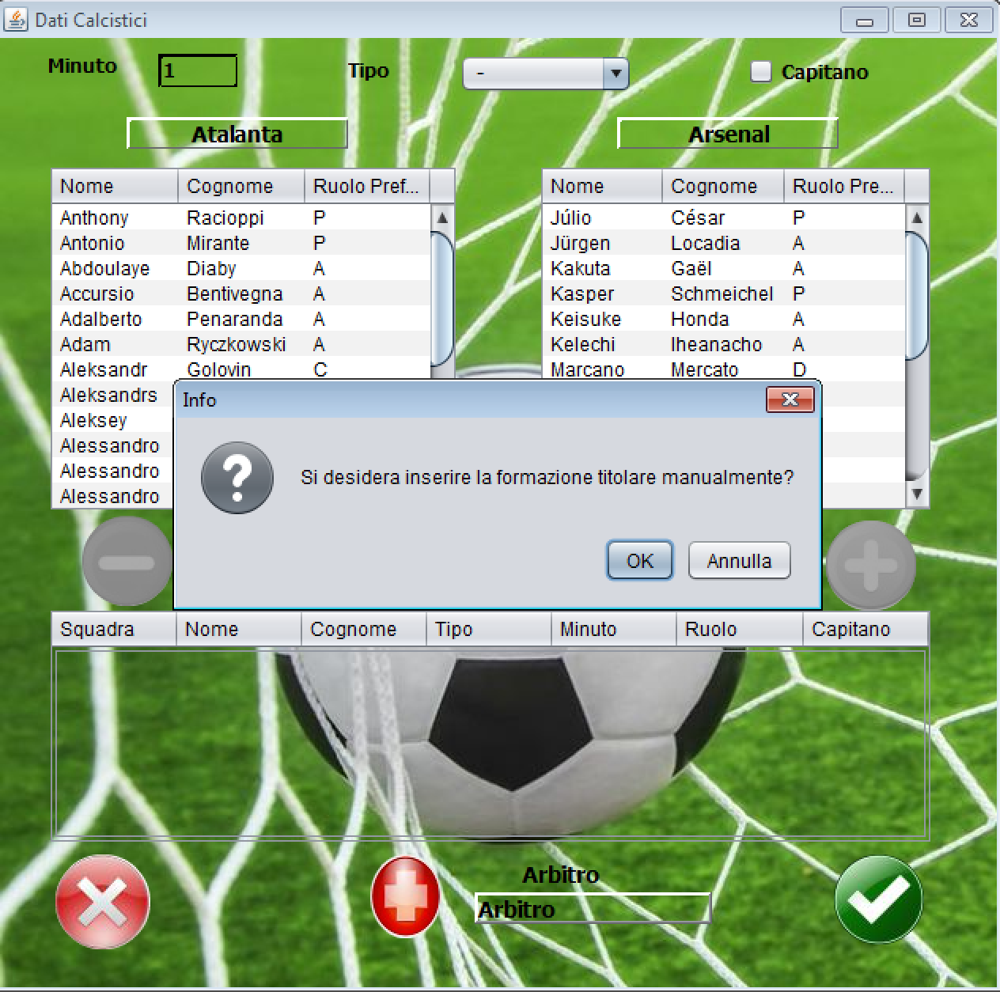 Dati Calcistici
Minuto 1 Tipo - Capitano
Atalanta Arsenal
Nome Cognome Ruolo Pref... Nome Cognome Ruolo Pre...
Anthony Racioppi P Júlio César P
Antonio Mirante P Jürgen Locadia A
Abdoulaye Diaby A Kakuta Gaël A
Accursio Bentivegna A Kasper Schmeichel P
Adalberto Penaranda A Keisuke Honda A
Adam Ryczkowski A Kelechi Iheanacho A
Aleksandr Golovin C Marcano Mercato D
Aleksandrs
Info
Aleksey
Alessandro
Si desidera inserire la formazione titolare manualmente?
Alessandro
Alessandro
OK Annulla
Squadra Nome Cognome Tipo Minuto Ruolo Capitano
Arbitro
Arbitro